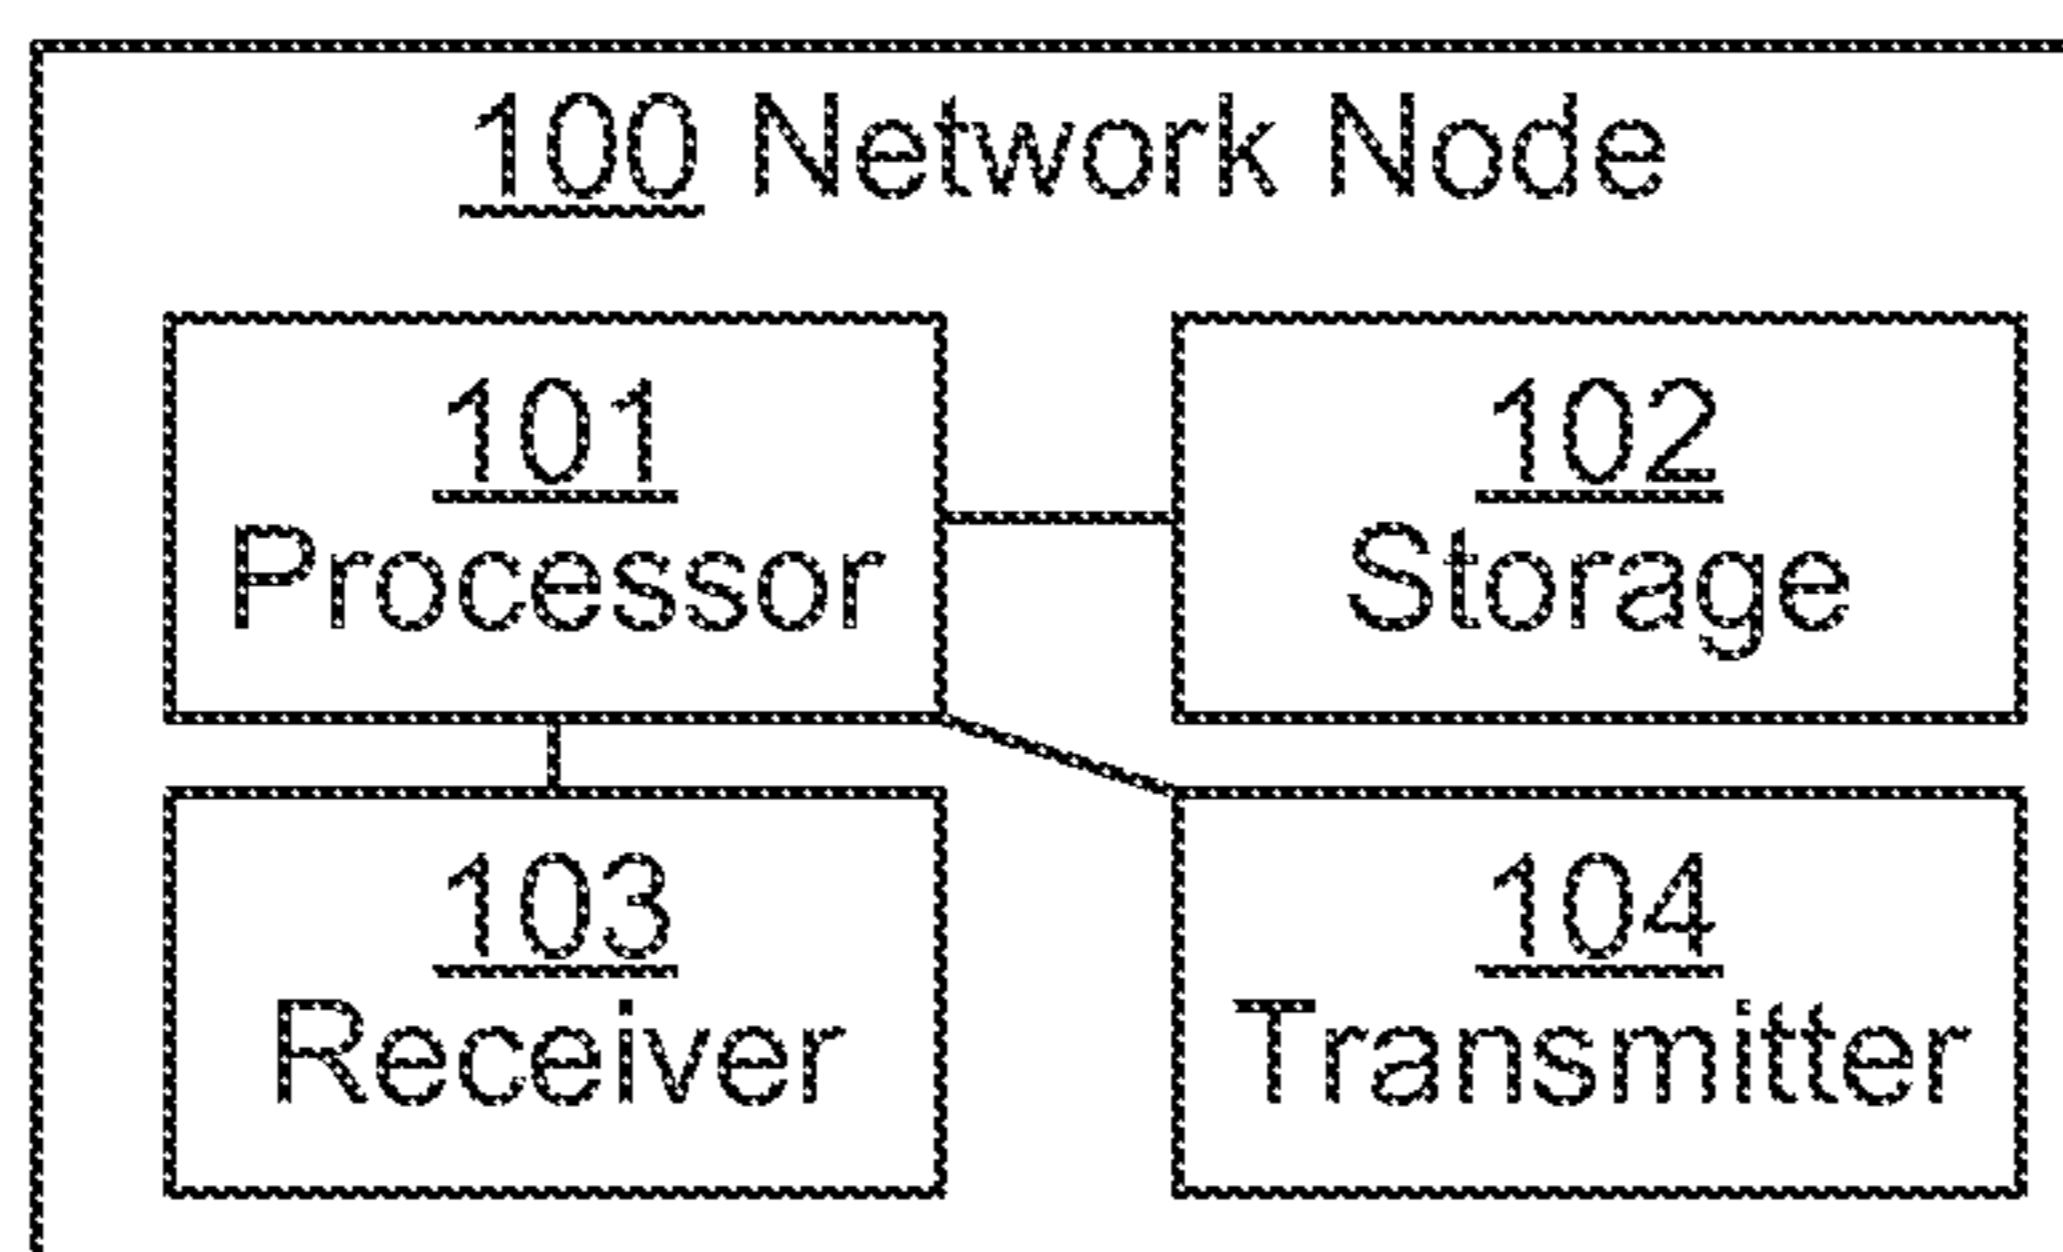 100 Network Node
101
Processor
102
Storage
103
Receiver
104
Transmitter